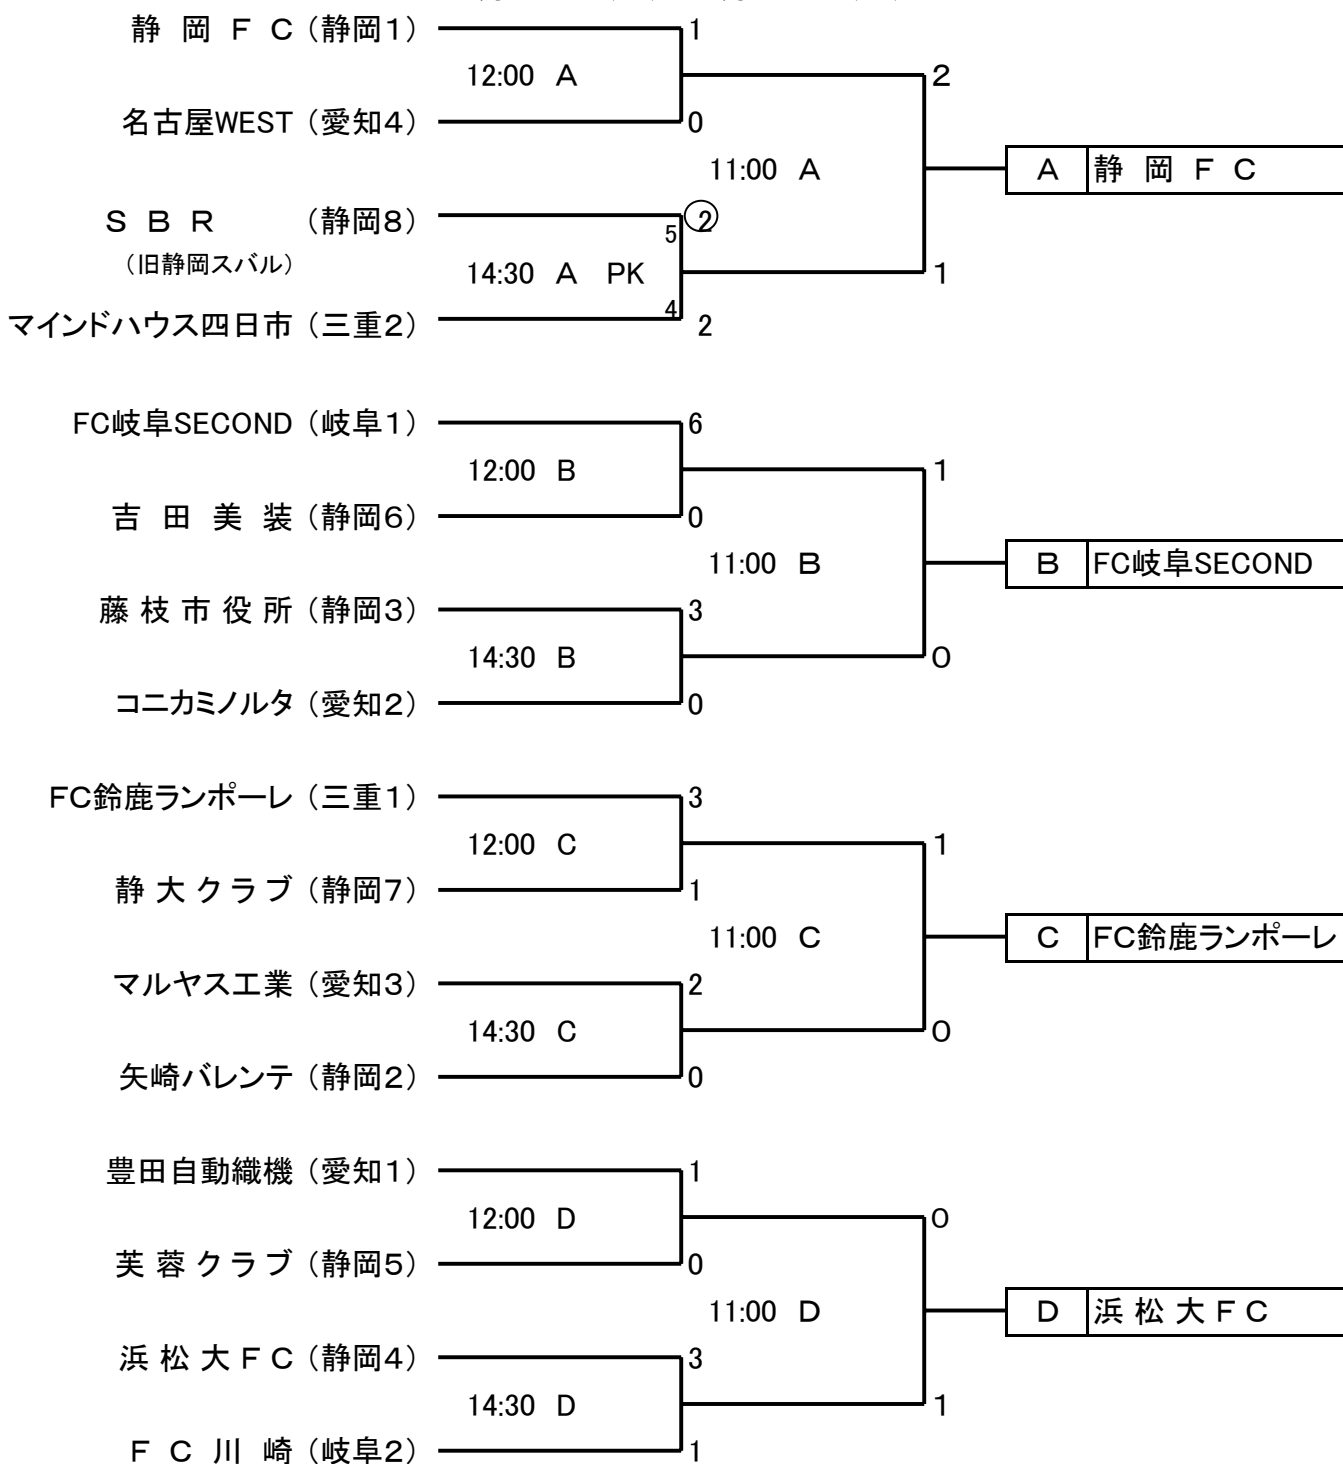 静 岡 F C (静岡1) 1
12:00 A 2
名古屋WEST (愛知4) 0
11:00 A A 静 岡 F C
S B R (静岡8) 2
5
(旧静岡スバル)
14:30 A PK 1
4
マインドハウス四日市 (三重2) 2
FC岐阜SECOND (岐阜1) 6
12:00 B 1
吉 田 美 装 (静岡6) 0
11:00 B B FC岐阜SECOND
藤 枝 市 役 所 (静岡3) 3
14:30 B 0
コニカミノルタ (愛知2) 0
FC鈴鹿ランポーレ (三重1) 3
12:00 C 1
静 大 クラブ (静岡7) 1
11:00 C C FC鈴鹿ランポーレ
マルヤス工業 (愛知3) 2
14:30 C 0
矢崎バレンテ (静岡2) 0
豊田自動織機 (愛知1) 1
12:00 D 0
芙 蓉 クラブ (静岡5) 0
11:00 D D 浜 松 大 F C
浜 松 大 F C (静岡4) 3
14:30 D 1
F C 川 崎 (岐阜2) 1